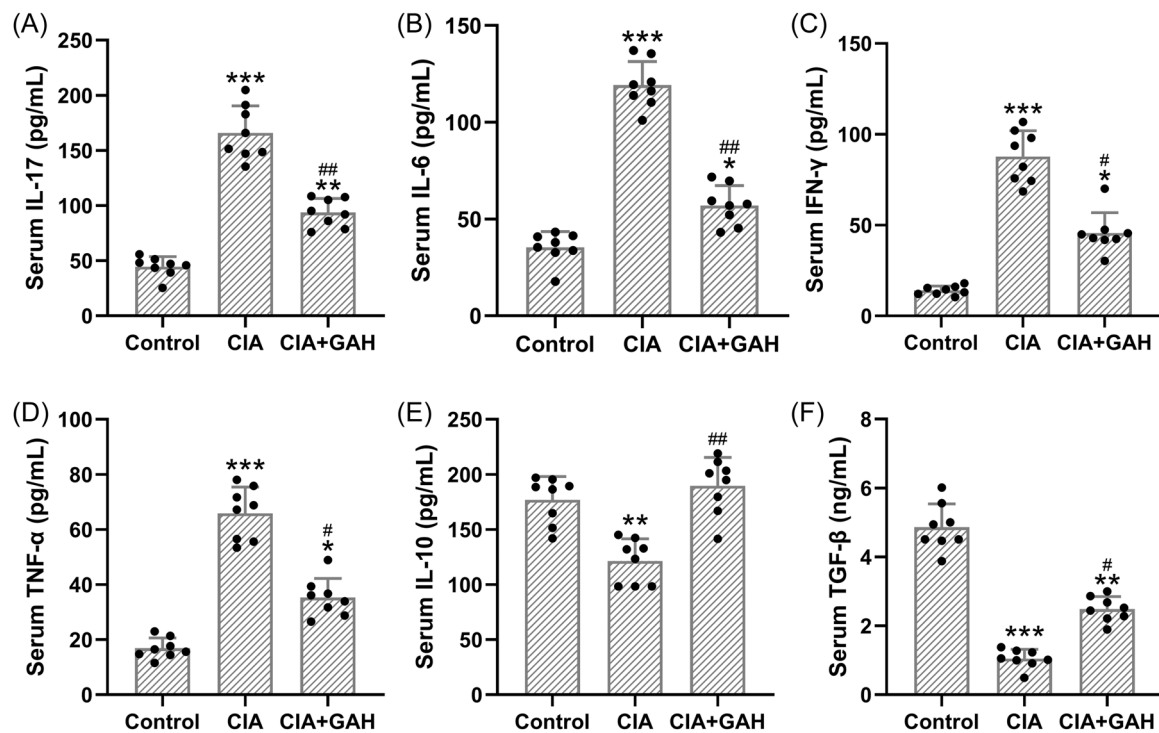 (A)
Serum IL-17 (pg/mL)
250
200
150
100
50
0
***
##
**
Control CIA CIA+GAH
(B)
Serum IL-6 (pg/mL)
150
100
50
0
***
##
*
Control CIA CIA+GAH
(C)
Serum IFN-γ (pg/mL)
150
100
50
0
***
#
*
Control CIA CIA+GAH
(D)
Serum TNF-α (pg/mL)
100
80
60
40
20
0
***
#
*
Control CIA CIA+GAH
(E)
Serum IL-10 (pg/mL)
250
200
150
100
50
0
**
##
Control CIA CIA+GAH
(F)
Serum TGF-β (ng/mL)
8
6
4
2
0
***
#
**
Control CIA CIA+GAH